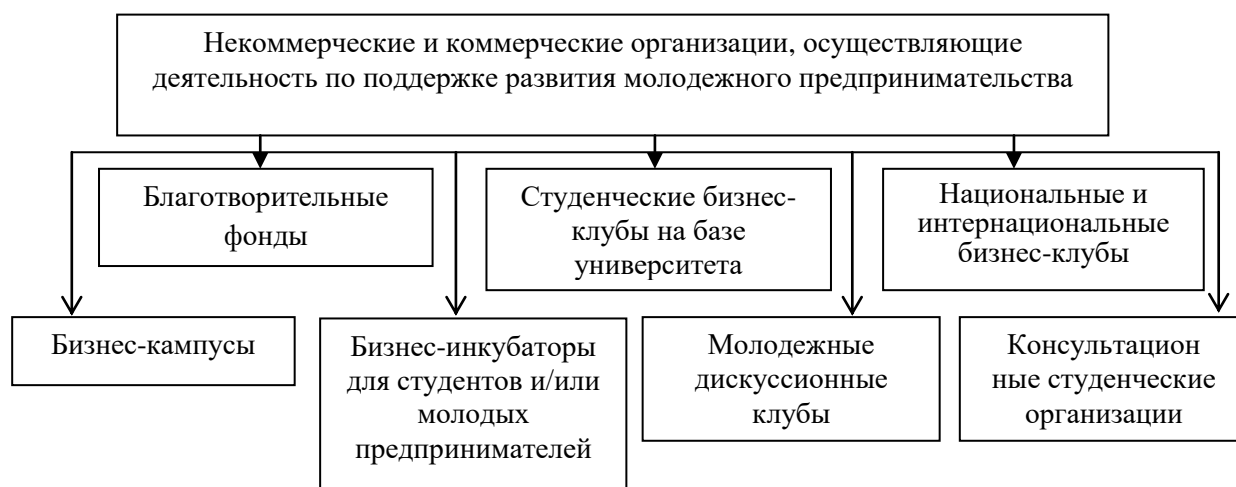 Некоммерческие и коммерческие организации, осуществляющие
деятельность по поддержке развития молодежного предпринимательства
Благотворительные
фонды
Студенческие бизнес-
клубы на базе
университета
Национальные и
интернациональные
бизнес-клубы
Бизнес-кампусы
Бизнес-инкубаторы
для студентов и/или
молодых
предпринимателей
Молодежные
дискуссионные
клубы
Консультацион
ные студенческие
организации